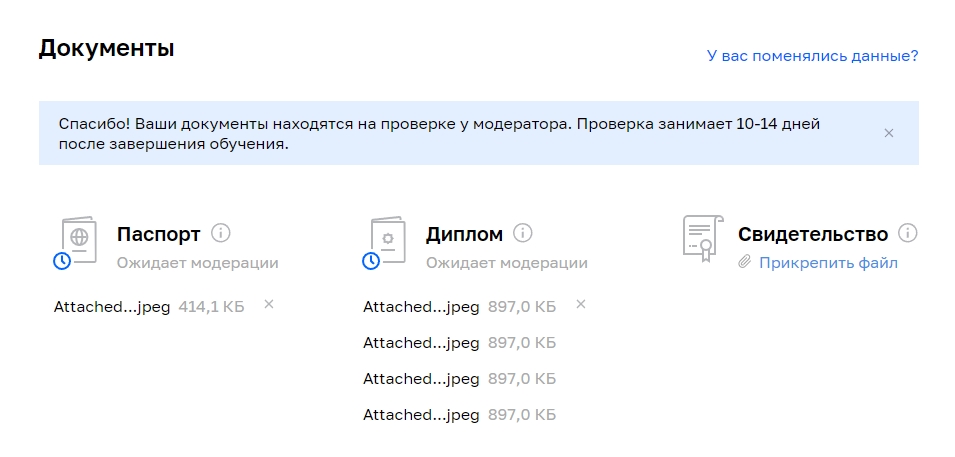 Документы
У вас поменялись данные?
Спасибо! Ваши документы находятся на проверке у модератора. Проверка занимает 10-14 дней
после завершения обучения.
Паспорт
Ожидает модерации
Attached...jpeg 414,1 КБ
Диплом
Ожидает модерации
Attached...jpeg 897,0 КБ
Attached...jpeg 897,0 КБ
Attached...jpeg 897,0 КБ
Attached...jpeg 897,0 КБ
Свидетельство
Прикрепить файл